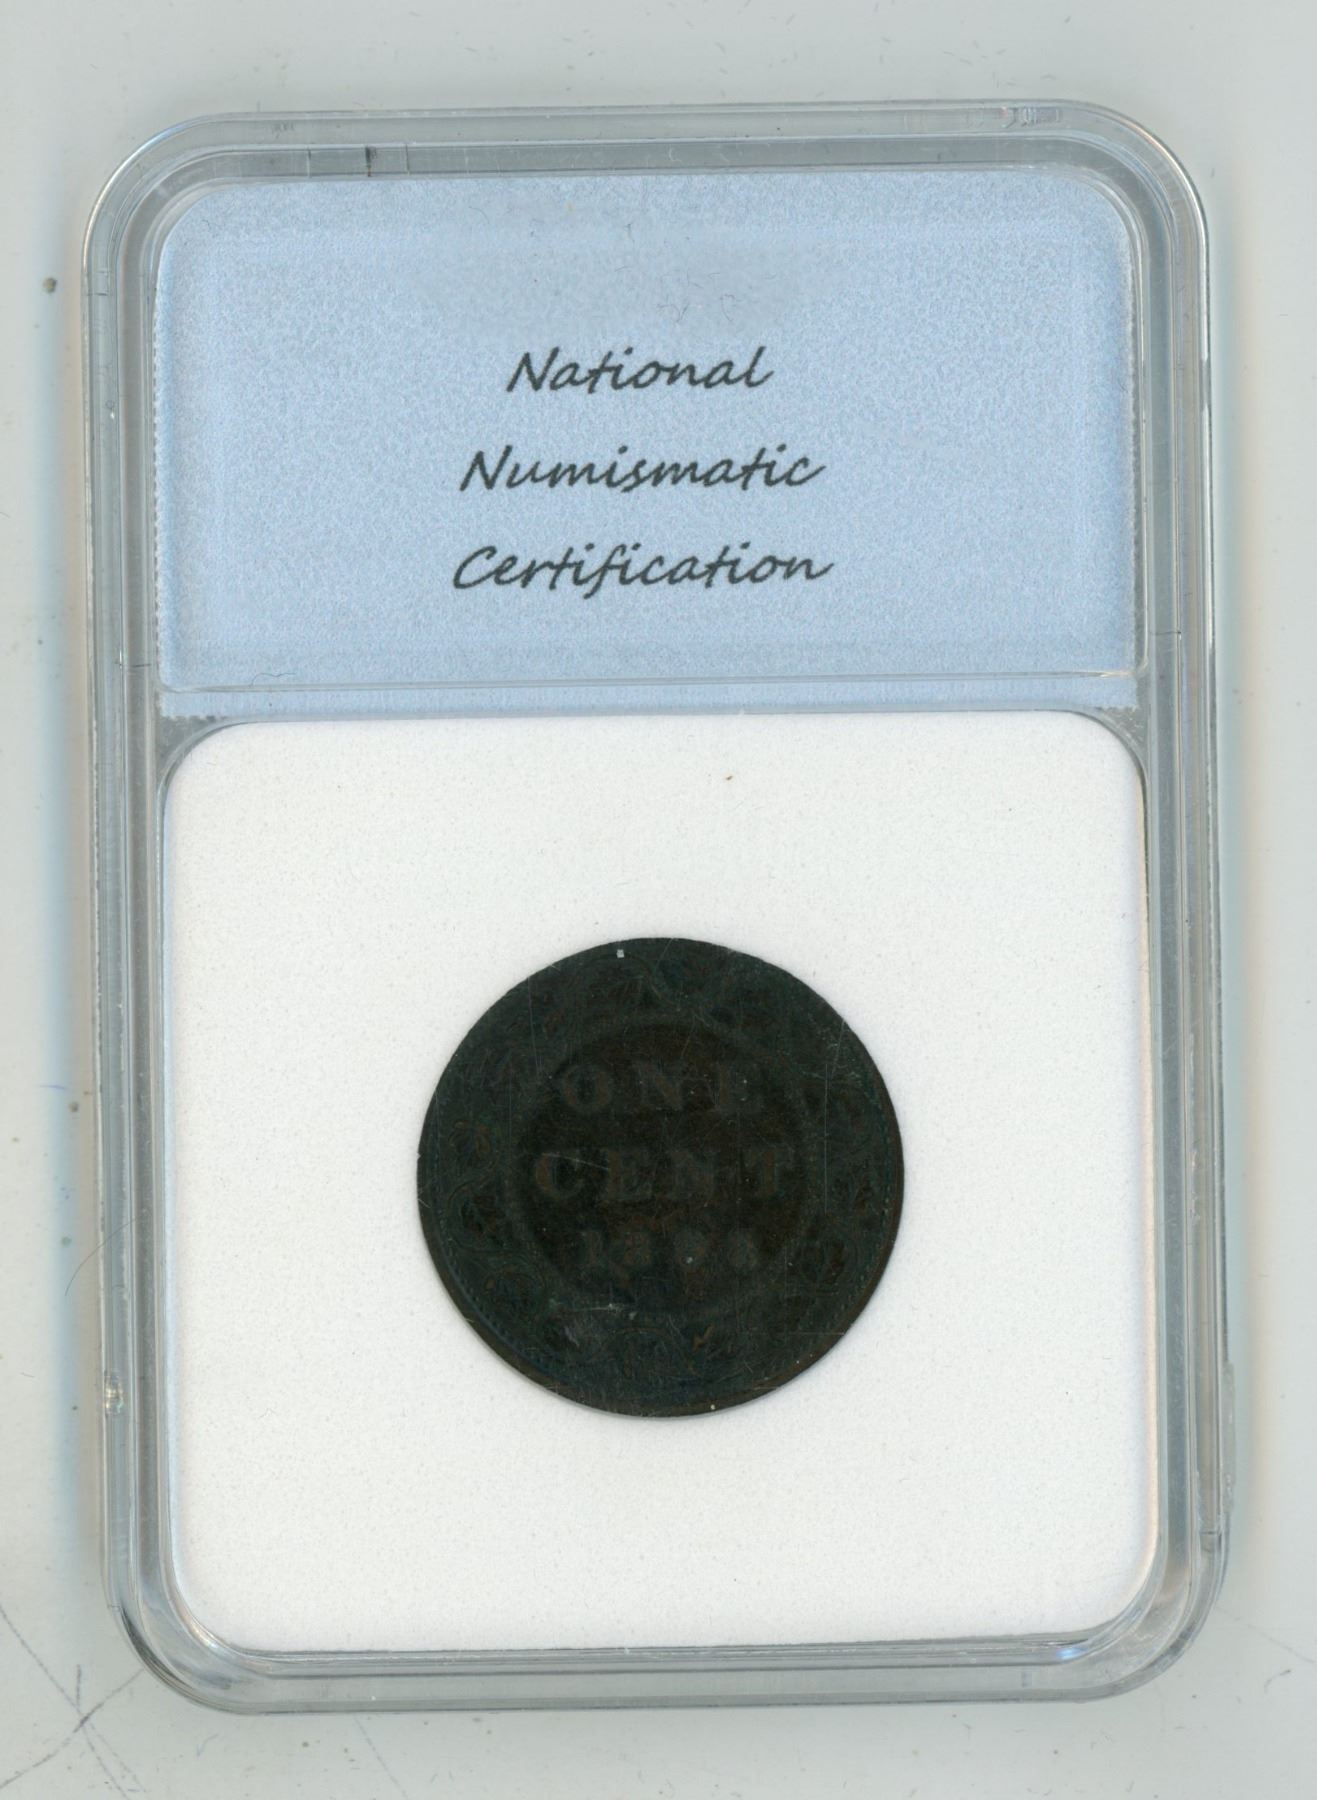 National
Numismatic
Certification
ONE
CENT